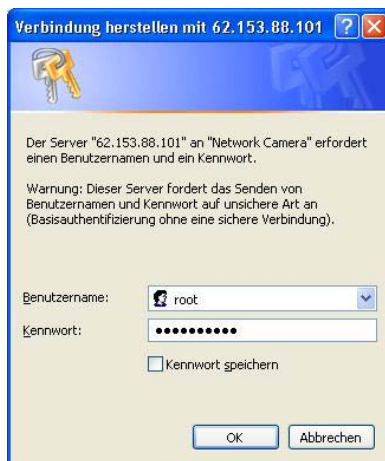 Verbindung herstellen mit 62.153.88.101
Der Server "62.153.88.101" an "Network Camera" erfordert
einen Benutzernamen und ein Kennwort.
Warnung: Dieser Server fordert das Senden von
Benutzernamen und Kennwort auf unsichere Art an
(Basisauthentifizierung ohne eine sichere Verbindung).
Benutzername: root
Kennwort: ●●●●●●●●●●
Kennwort speichern
OK Abbrechen